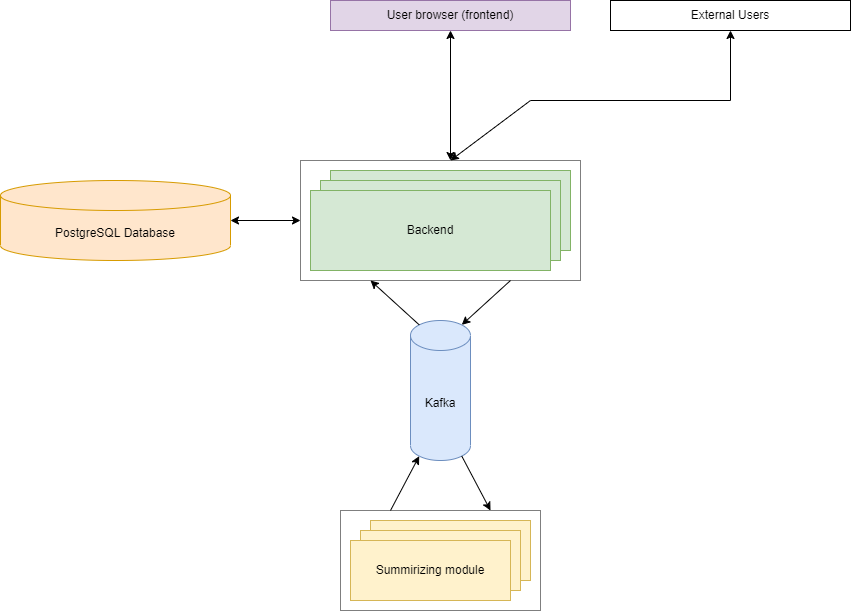 User browser (frontend)
External Users
PostgreSQL Database
Backend
Kafka
Summirizing module